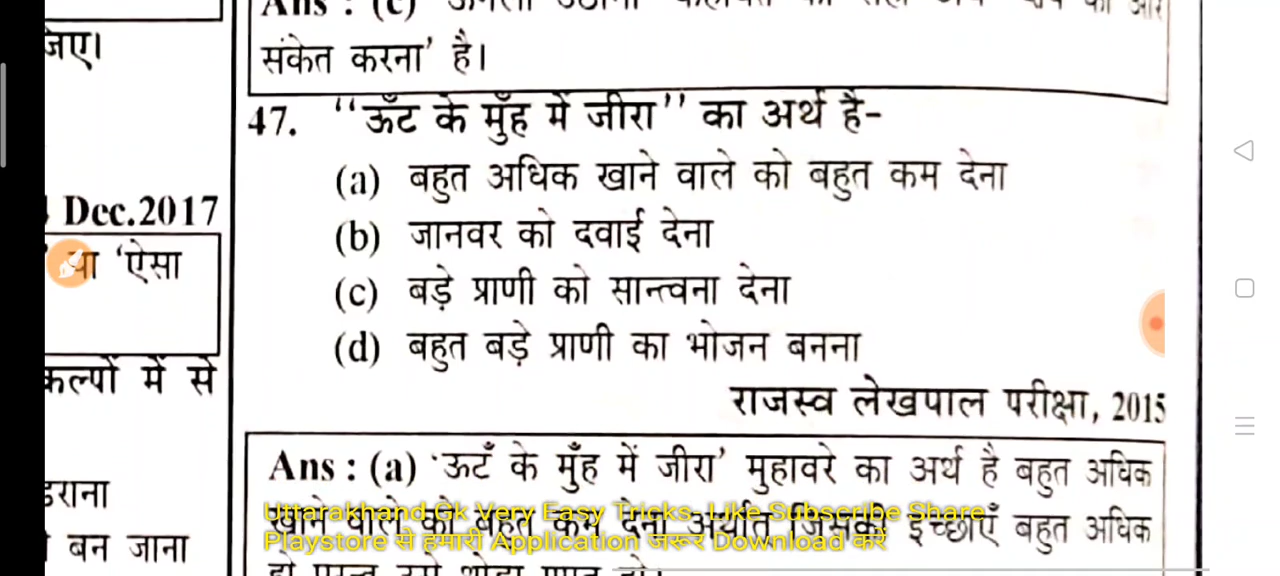 Ans : (c)
जिए।
संकेत करना’ है।
47. “ऊँट के मुँह में जीरा” का अर्थ है-
(a) बहुत अधिक खाने वाले को बहुत कम देना
Dec.2017
(b) जानवर को दवाई देना
या ‘ऐसा
(c) बड़े प्राणी को सान्त्वना देना
(d) बहुत बड़े प्राणी का भोजन बनना
कल्पों में से
राजस्व लेखपाल परीक्षा, 2015
Ans : (a) ‘ऊटँ के मुँह में जीरा’ मुहावरे का अर्थ है बहुत अधिक
डराना
खाने वाले को बहुत कम देना अर्थात जिसकी इच्छाएँ बहुत अधिक
Uttarakhand Gk Very Easy Tricks- Like Subscribe Share
Playstore से हमारी Application जरूर Download करें
बन जाना